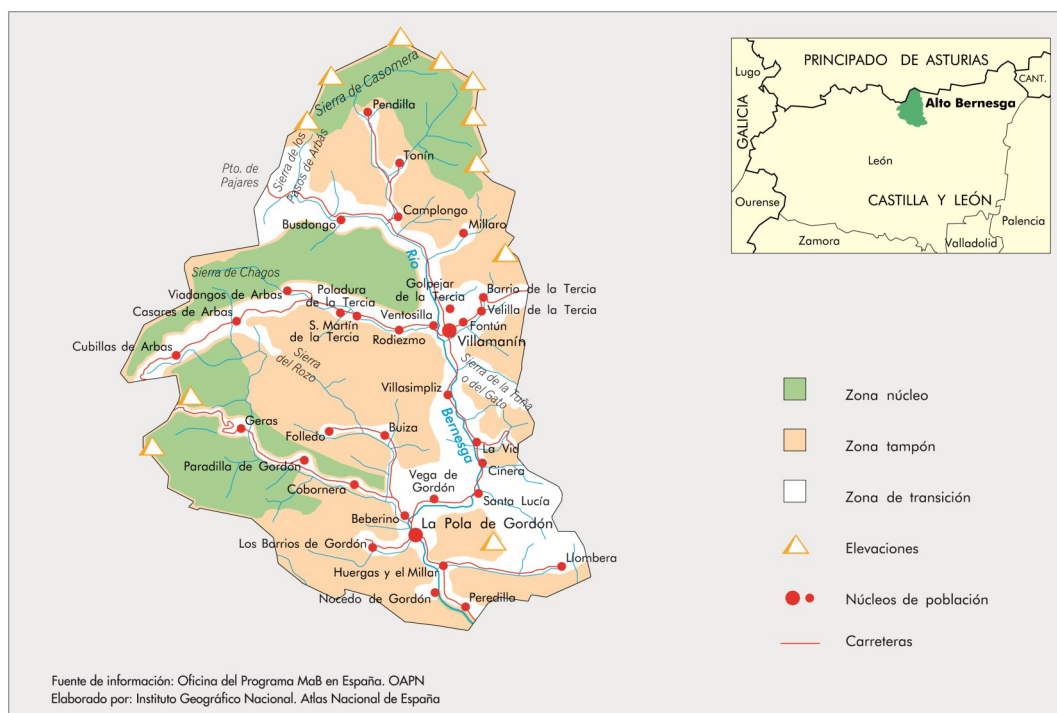 Sierra de Casomera
Pendilla
Sierra de los
Pasos de Arbás
Tonín
Pto. de
Pajares
Camplongo
Busdongo
Millaro
Río
Sierra de Chagos
Golpejar
de la Tercia
Barrio de la Tercia
Viadangos de Arbas
Poladura
de la Tercia
Velilla de la Tercia
Casares de Arbas
Ventosilla
Fontún
S. Martín
de la Tercia
Rodiezmo
Villamanín
Cubillas de Arbas
Sierra
del Rozo
Sierra de la Tuña
o del Gato
Villasimpliz
Bernesga
Geras
Folledo
Buiza
La Vid
Paradilla de Gordón
Cinera
Vega de
Gordón
Cobornera
Santa Lucía
Beberino
La Pola de Gordón
Los Barrios de Gordón
Llombera
Huergas y el Millar
Nocedo de Gordón
Peredilla
PRINCIPADO DE ASTURIAS
Lugo
CANT.
GALICIA
Alto Bernesga
León
CASTILLA Y LEÓN
Ourense
Palencia
Zamora
Valladolid
Zona núcleo
Zona tampón
Zona de transición
Elevaciones
Núcleos de población
Carreteras
Fuente de información: Oficina del Programa MaB en España. OAPN
Elaborado por: Instituto Geográfico Nacional. Atlas Nacional de España